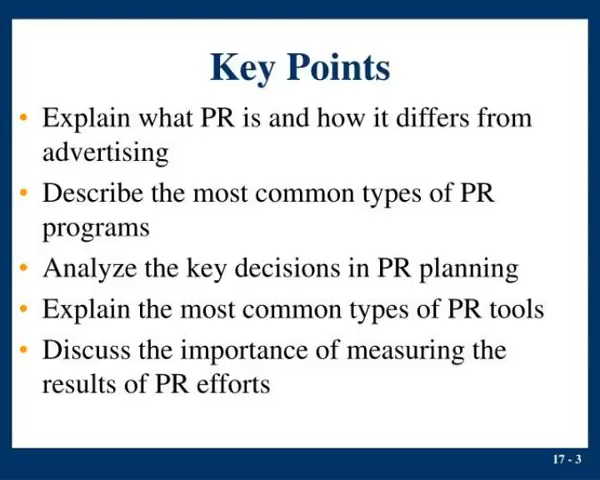 Key Points
• Explain what PR is and how it differs from
advertising
• Describe the most common types of PR
programs
• Analyze the key decisions in PR planning
• Explain the most common types of PR tools
• Discuss the importance of measuring the
results of PR efforts
17 - 3